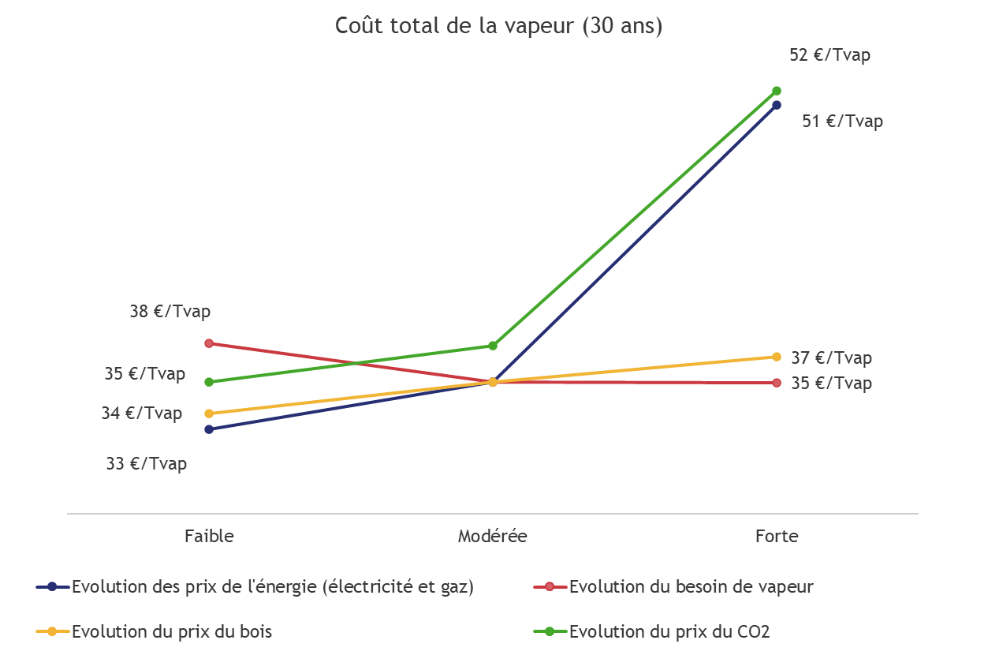 Coût total de la vapeur (30 ans)
52 €/Tvap
51 €/Tvap
38 €/Tvap
35 €/Tvap
37 €/Tvap
35 €/Tvap
34 €/Tvap
33 €/Tvap
Faible
Modérée
Forte
Evolution des prix de l'énergie (électricité et gaz)
Evolution du besoin de vapeur
Evolution du prix du bois
Evolution du prix du CO2